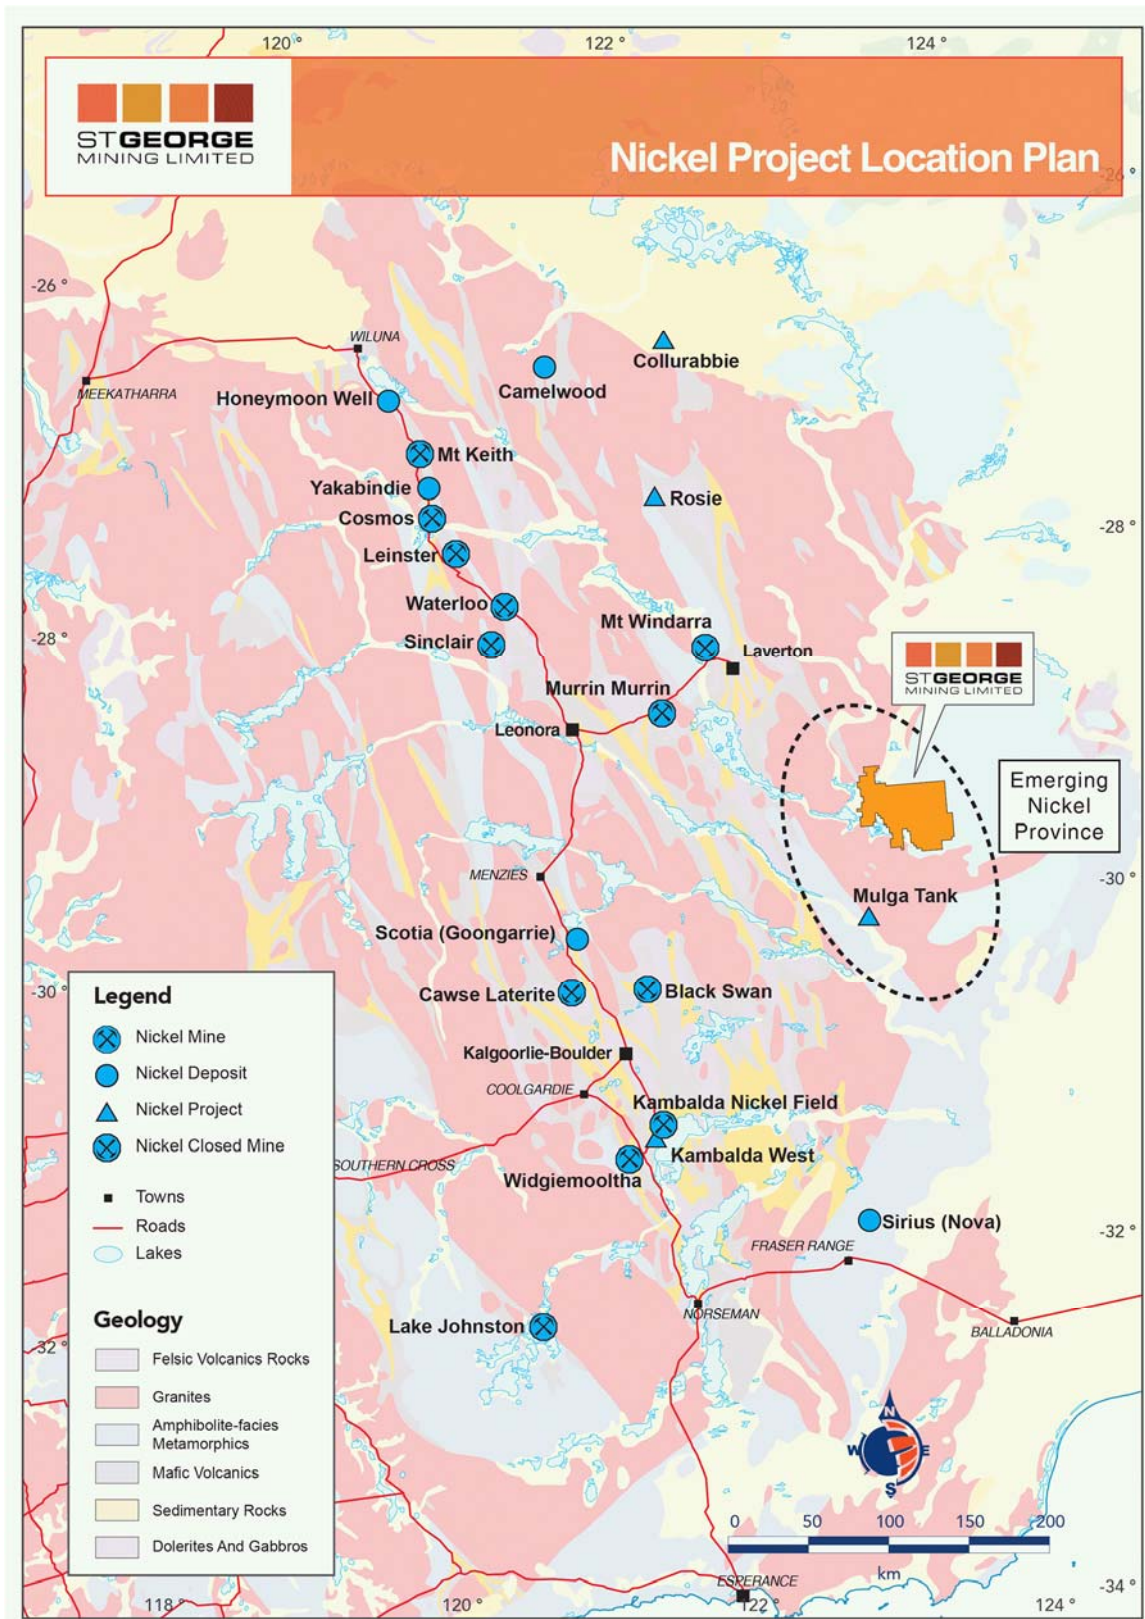 120 °
122 °
124 °
STGEORGE
MINING LIMITED
Nickel Project Location Plan
-26 °
-26 °
WILUNA
MEEKATHARRA
Honeymoon Well
Camelwood
Collurabbie
Mt Keith
Yakabindie
Rosie
Cosmos
-28 °
Leinster
Waterloo
Mt Windarra
-28 °
Sinclair
Laverton
STGEORGE
MINING LIMITED
Murrin Murrin
Leonora
Emerging
Nickel
Province
MENZIES
-30 °
Mulga Tank
Scotia (Goongarrie)
-30 °
Cawse Laterite
Black Swan
Kalgoorlie-Boulder
COOLGARDIE
Kambalda Nickel Field
SOUTHERN CROSS
Kambalda West
Widgiemooltha
Sirius (Nova)
-32 °
FRASER RANGE
NORSEMAN
BALLADONIA
Lake Johnston
-32 °
Legend
Nickel Mine
Nickel Deposit
Nickel Project
Nickel Closed Mine
Towns
Roads
Lakes
Geology
Felsic Volcanics Rocks
Granites
Amphibolite-facies
Metamorphics
Mafic Volcanics
Sedimentary Rocks
Dolerites And Gabbros
N
W
E
S
0 50 100 150 200
km
ESPERANCE
-34 °
118 °
120 °
122 °
124 °